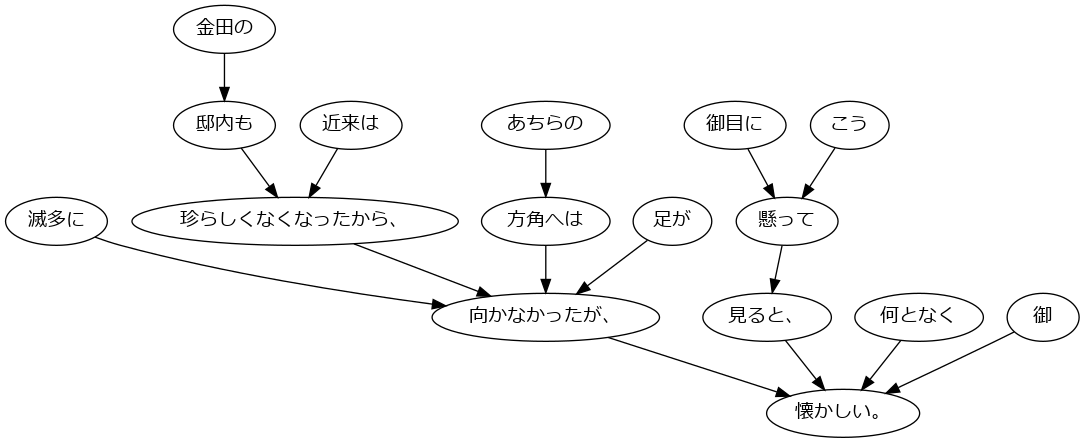 金田の
邸内も
近来は
あちらの
御目に
こう
滅多に
珍らしくなくなったから、
方角へは
足が
懸って
向かなかったが、
見ると、
何となく
御
懐かしい。